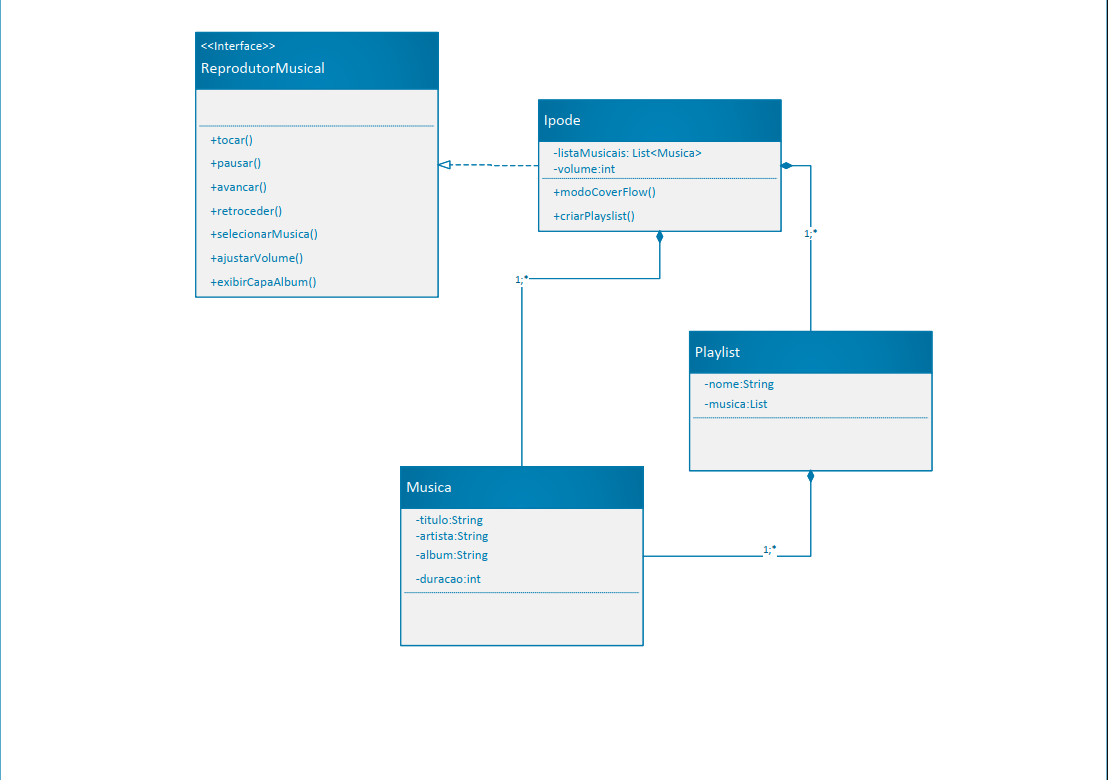 <<Interface>>
ReprodutorMusical
+tocar()
+pausar()
+avancar()
+retroceder()
+selecionarMusica()
+ajustarVolume()
+exibirCapaAlbum()
Ipode
-listaMusicais: List<Musica>
-volume:int
+modoCoverFlow()
+criarPlayslist()
1;*
1;*
Playlist
-nome:String
-musica:List
Musica
-titulo:String
-artista:String
-album:String
-duracao:int
1;*